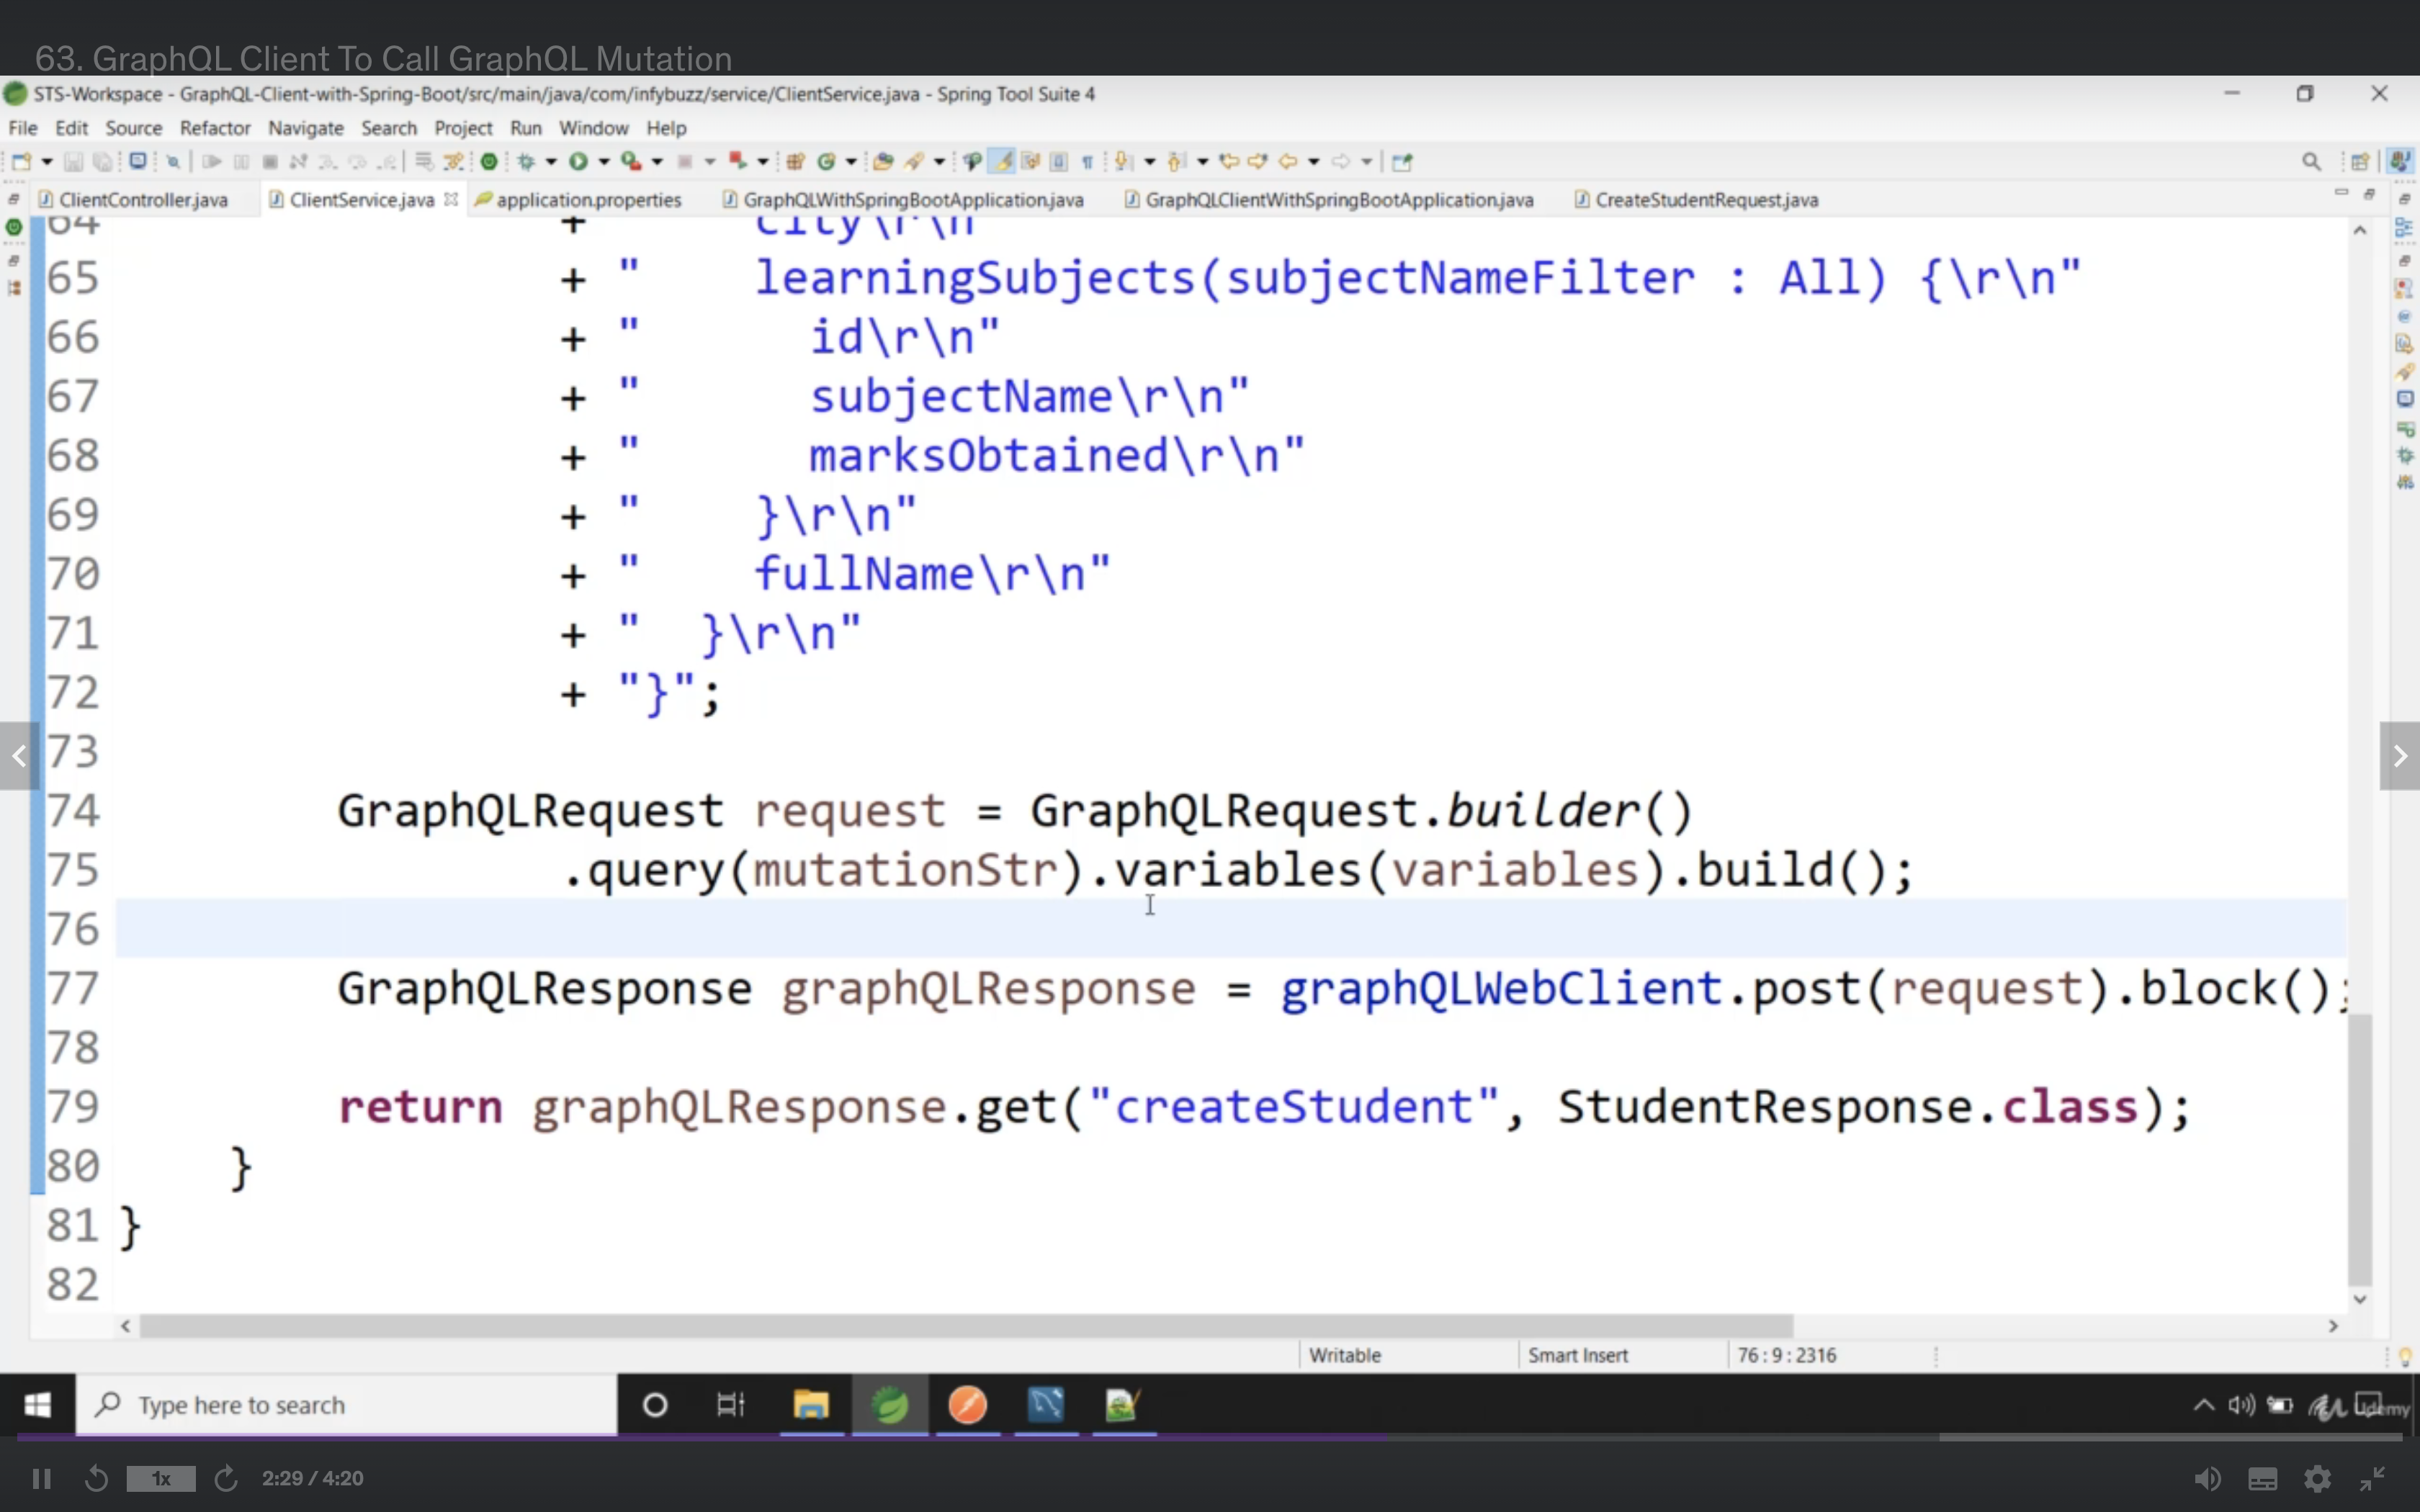 63. GraphQL Client To Call GraphQL Mutation
STS-Workspace - GraphQL-Client-with-Spring-Boot/src/main/java/com/infybuzz/service/ClientService.java - Spring Tool Suite 4
File Edit Source Refactor Navigate Search Project Run Window Help
ClientController.java ClientService.java application.properties GraphQLWithSpringBootApplication.java GraphQLClientWithSpringBootApplication.java CreateStudentRequest.java
64 + city\r\n
65 + " learningSubjects(subjectNameFilter : All) {\r\n"
66 + " id\r\n"
67 + " subjectName\r\n"
68 + " marksObtained\r\n"
69 + " }\r\n"
70 + " fullName\r\n"
71 + " }\r\n"
72 + "}";
73
74 GraphQLRequest request = GraphQLRequest.builder()
75 .query(mutationStr).variables(variables).build();
76
77 GraphQLResponse graphQLResponse = graphQLWebClient.post(request).block();
78
79 return graphQLResponse.get("createStudent", StudentResponse.class);
80 }
81 }
82
Writable Smart Insert 76 : 9 : 2316
Type here to search
Udemy
1x 2:29 / 4:20